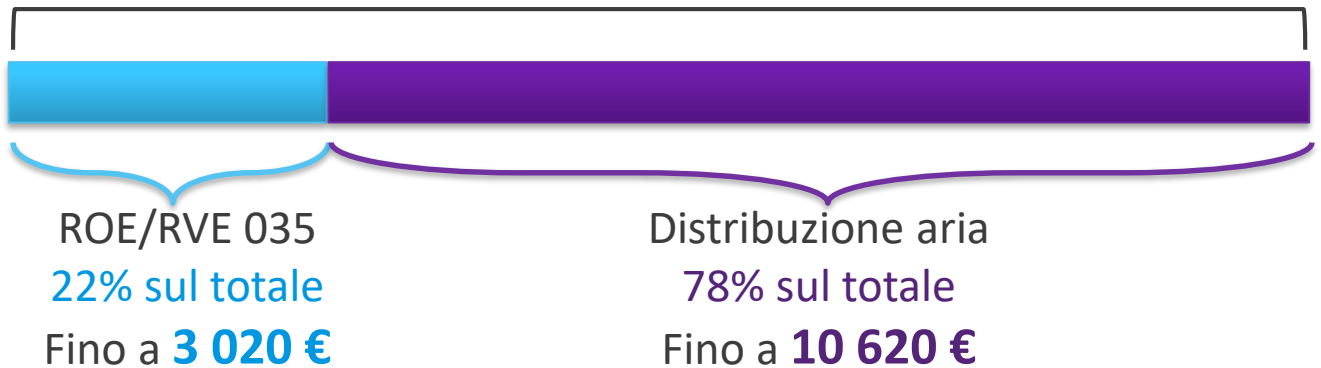 ROE/RVE 035
22% sul totale
Fino a 3 020 €
Distribuzione aria
78% sul totale
Fino a 10 620 €